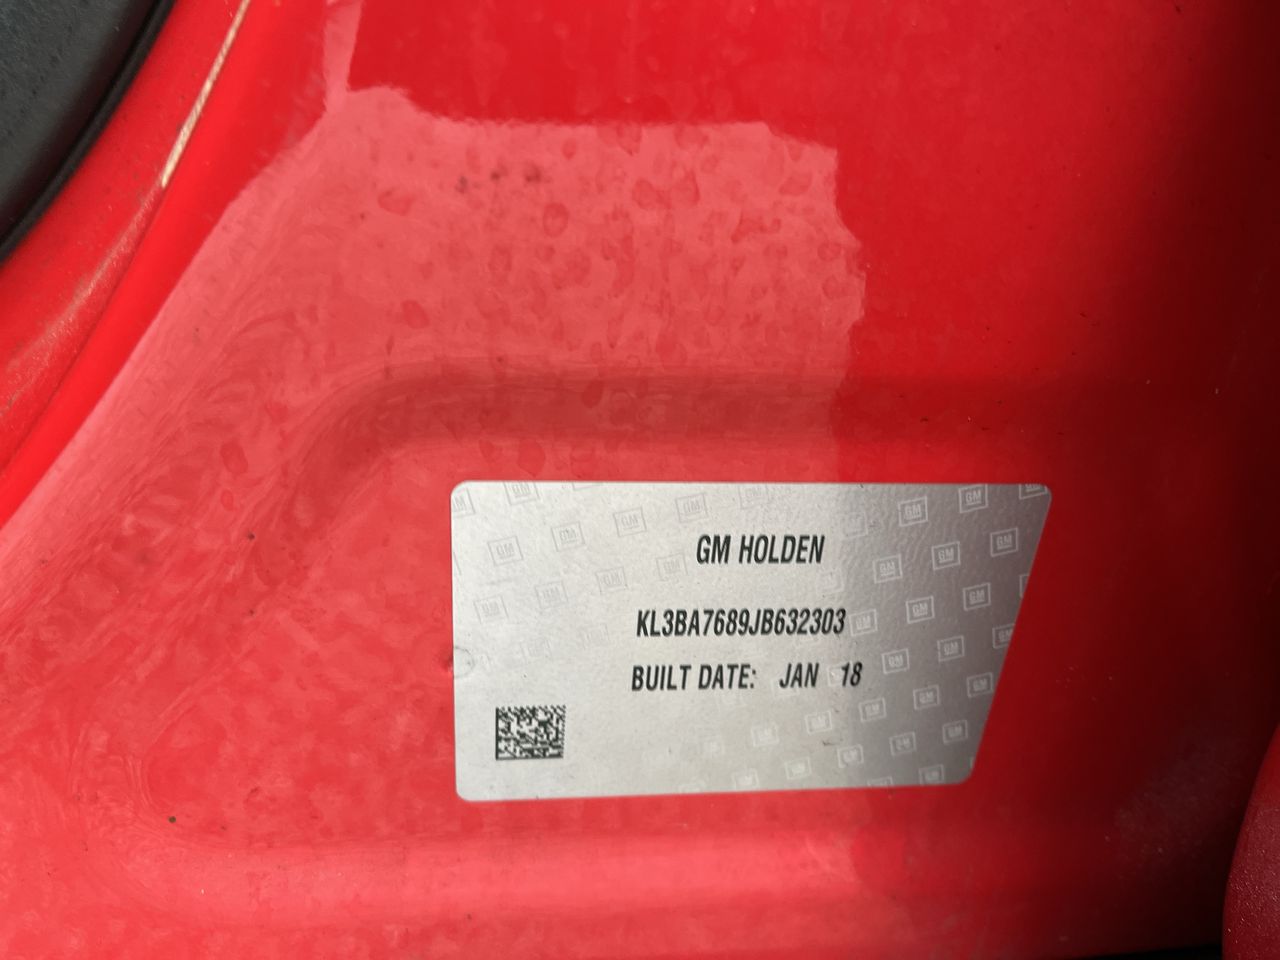 GM HOLDEN
KL3BA7689JB632303
BUILT DATE: JAN 18